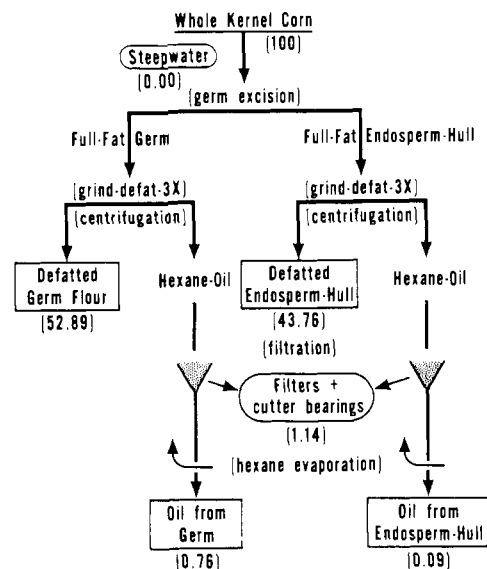 Whole Kernel Corn
(100)
Steepwater
(0.00)
(germ excision)
Full-Fat Germ
Full-Fat Endosperm-Hull
(grind-defat-3X)
(grind-defat-3X)
(centrifugation)
(centrifugation)
Defatted
Germ Flour
Hexane-Oil
Defatted
Endosperm-Hull
Hexane-Oil
(52.89)
(43.76)
(filtration)
Filters +
cutter bearings
(1.14)
(hexane evaporation)
Oil from
Germ
Oil from
Endosperm-Hull
(0.76)
(0.09)